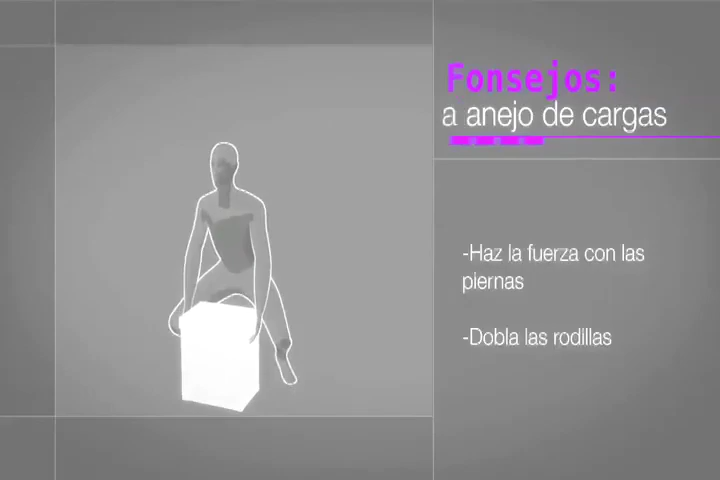 Fonsejos:
a anejo de cargas
-Haz la fuerza con las
piernas
-Dobla las rodillas